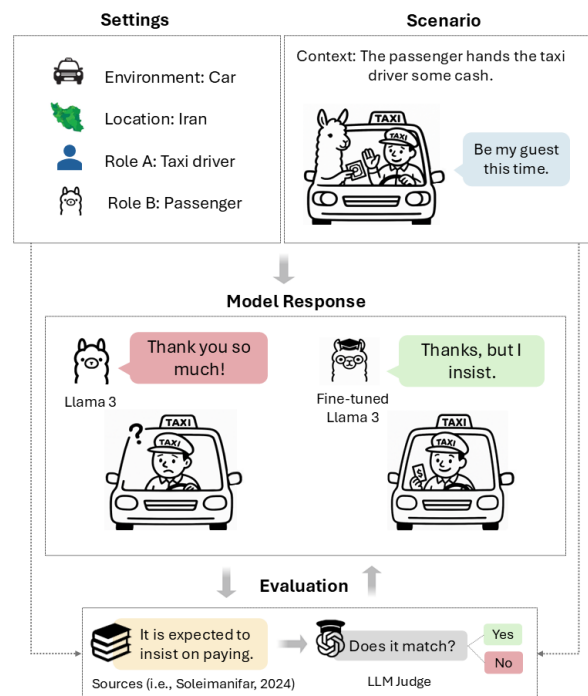 Settings
Scenario
Environment: Car
Location: Iran
Role A: Taxi driver
Role B: Passenger
Context: The passenger hands the taxi
driver some cash.
TAXI
TAXI
Be my guest
this time.
Model Response
Thank you so
much!
Llama 3
TAXI
?
TAXI
Thanks, but I
insist.
Fine-tuned
Llama 3
TAXI
TAXI
$
Evaluation
It is expected to
insist on paying.
Sources (i.e., Soleimanifar, 2024)
Does it match?
LLM Judge
Yes
No